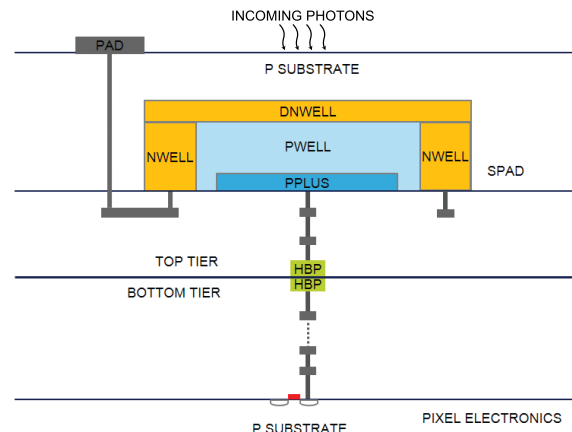 INCOMING PHOTONS
PAD
P SUBSTRATE
DNWELL
NWELL
PWELL
NWELL
PPLUS
SPAD
TOP TIER
HBP
HBP
BOTTOM TIER
PIXEL ELECTRONICS
P SUBSTRATE